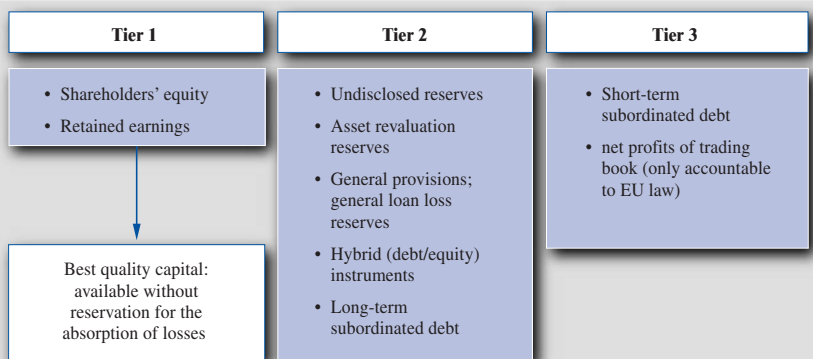 Tier 1
• Shareholders' equity
• Retained earnings
Best quality capital:
available without
reservation for the
absorption of losses
Tier 2
• Undisclosed reserves
• Asset revaluation
reserves
• General provisions;
general loan loss
reserves
• Hybrid (debt/equity)
instruments
• Long-term
subordinated debt
Tier 3
• Short-term
subordinated debt
• net profits of trading
book (only accountable
to EU law)